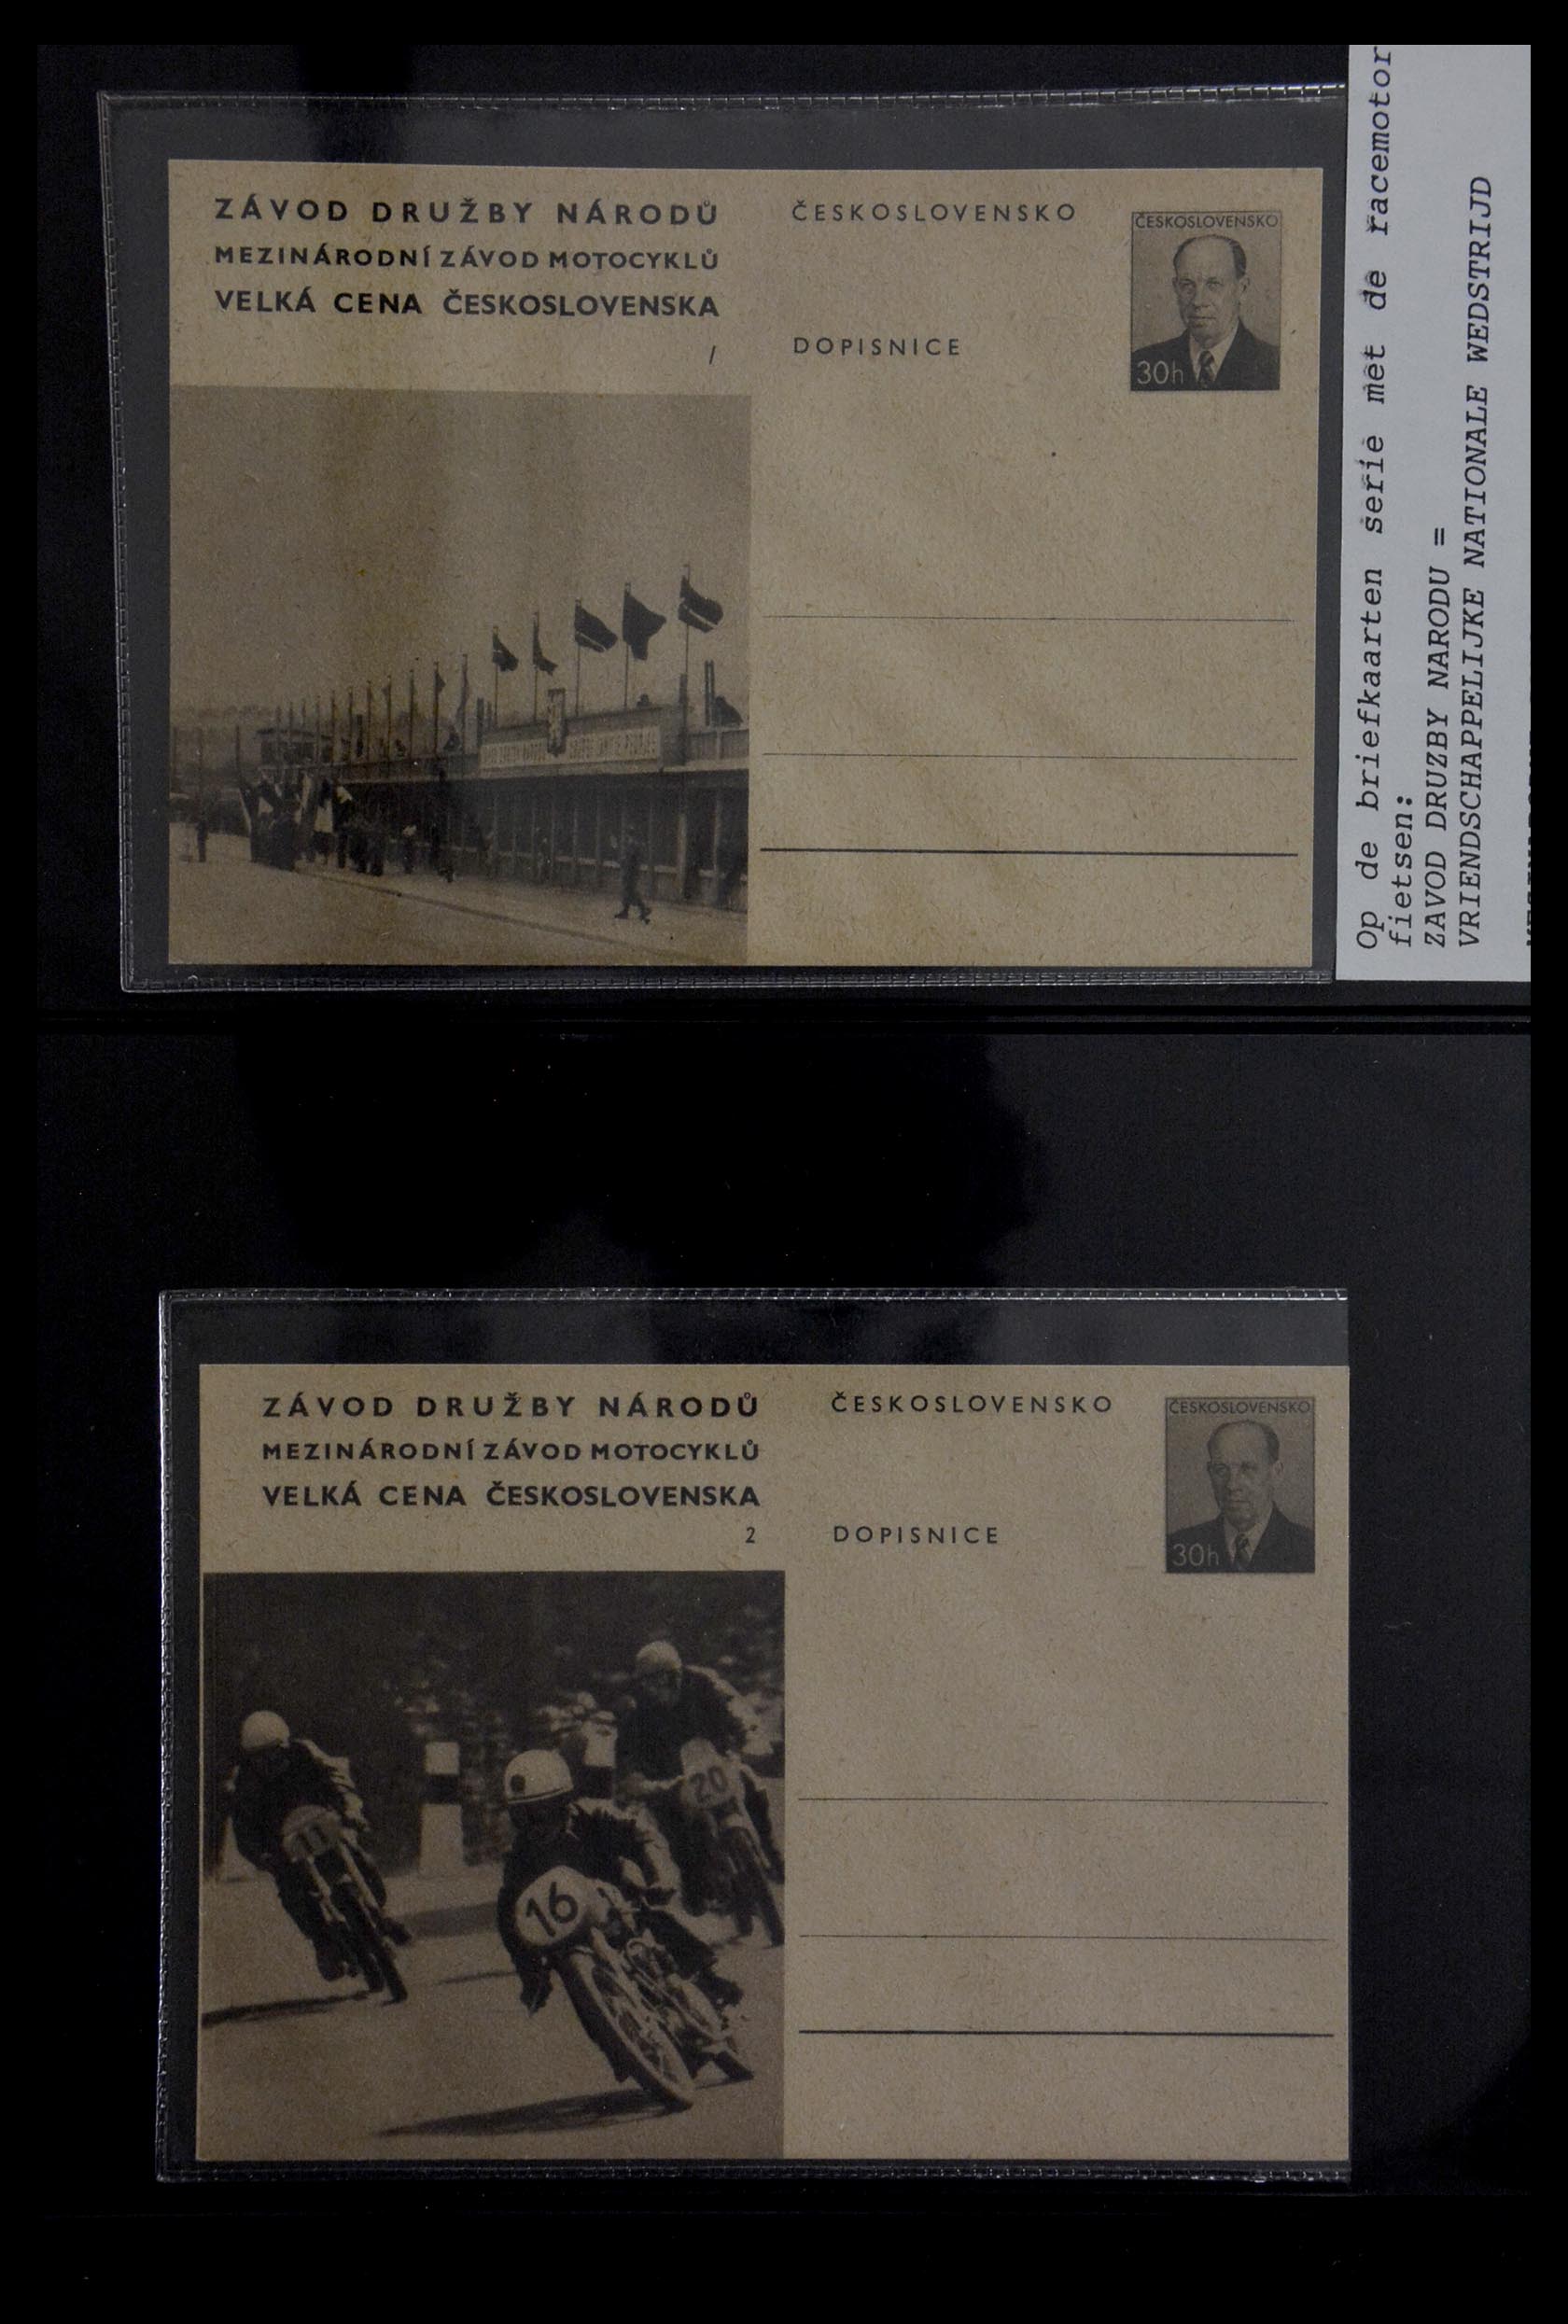 ZÁVOD DRUŽBY NÁRODŮ
MEZINÁRODNÍ ZÁVOD MOTOCYKLŮ
VELKÁ CENA ČESKOSLOVENSKA
1
ČESKOSLOVENSKO
DOPISNICE
ČESKOSLOVENSKO
30h
Op de briefkaarten serie met de racemotor
fietsen:
ZAVOD DRUZBY NARODU =
VRIENDSCHAPPELIJKE NATIONALE WEDSTRIJD
ZÁVOD DRUŽBY NÁRODŮ
MEZINÁRODNÍ ZÁVOD MOTOCYKLŮ
VELKÁ CENA ČESKOSLOVENSKA
2
ČESKOSLOVENSKO
DOPISNICE
ČESKOSLOVENSKO
30h
11
16
20